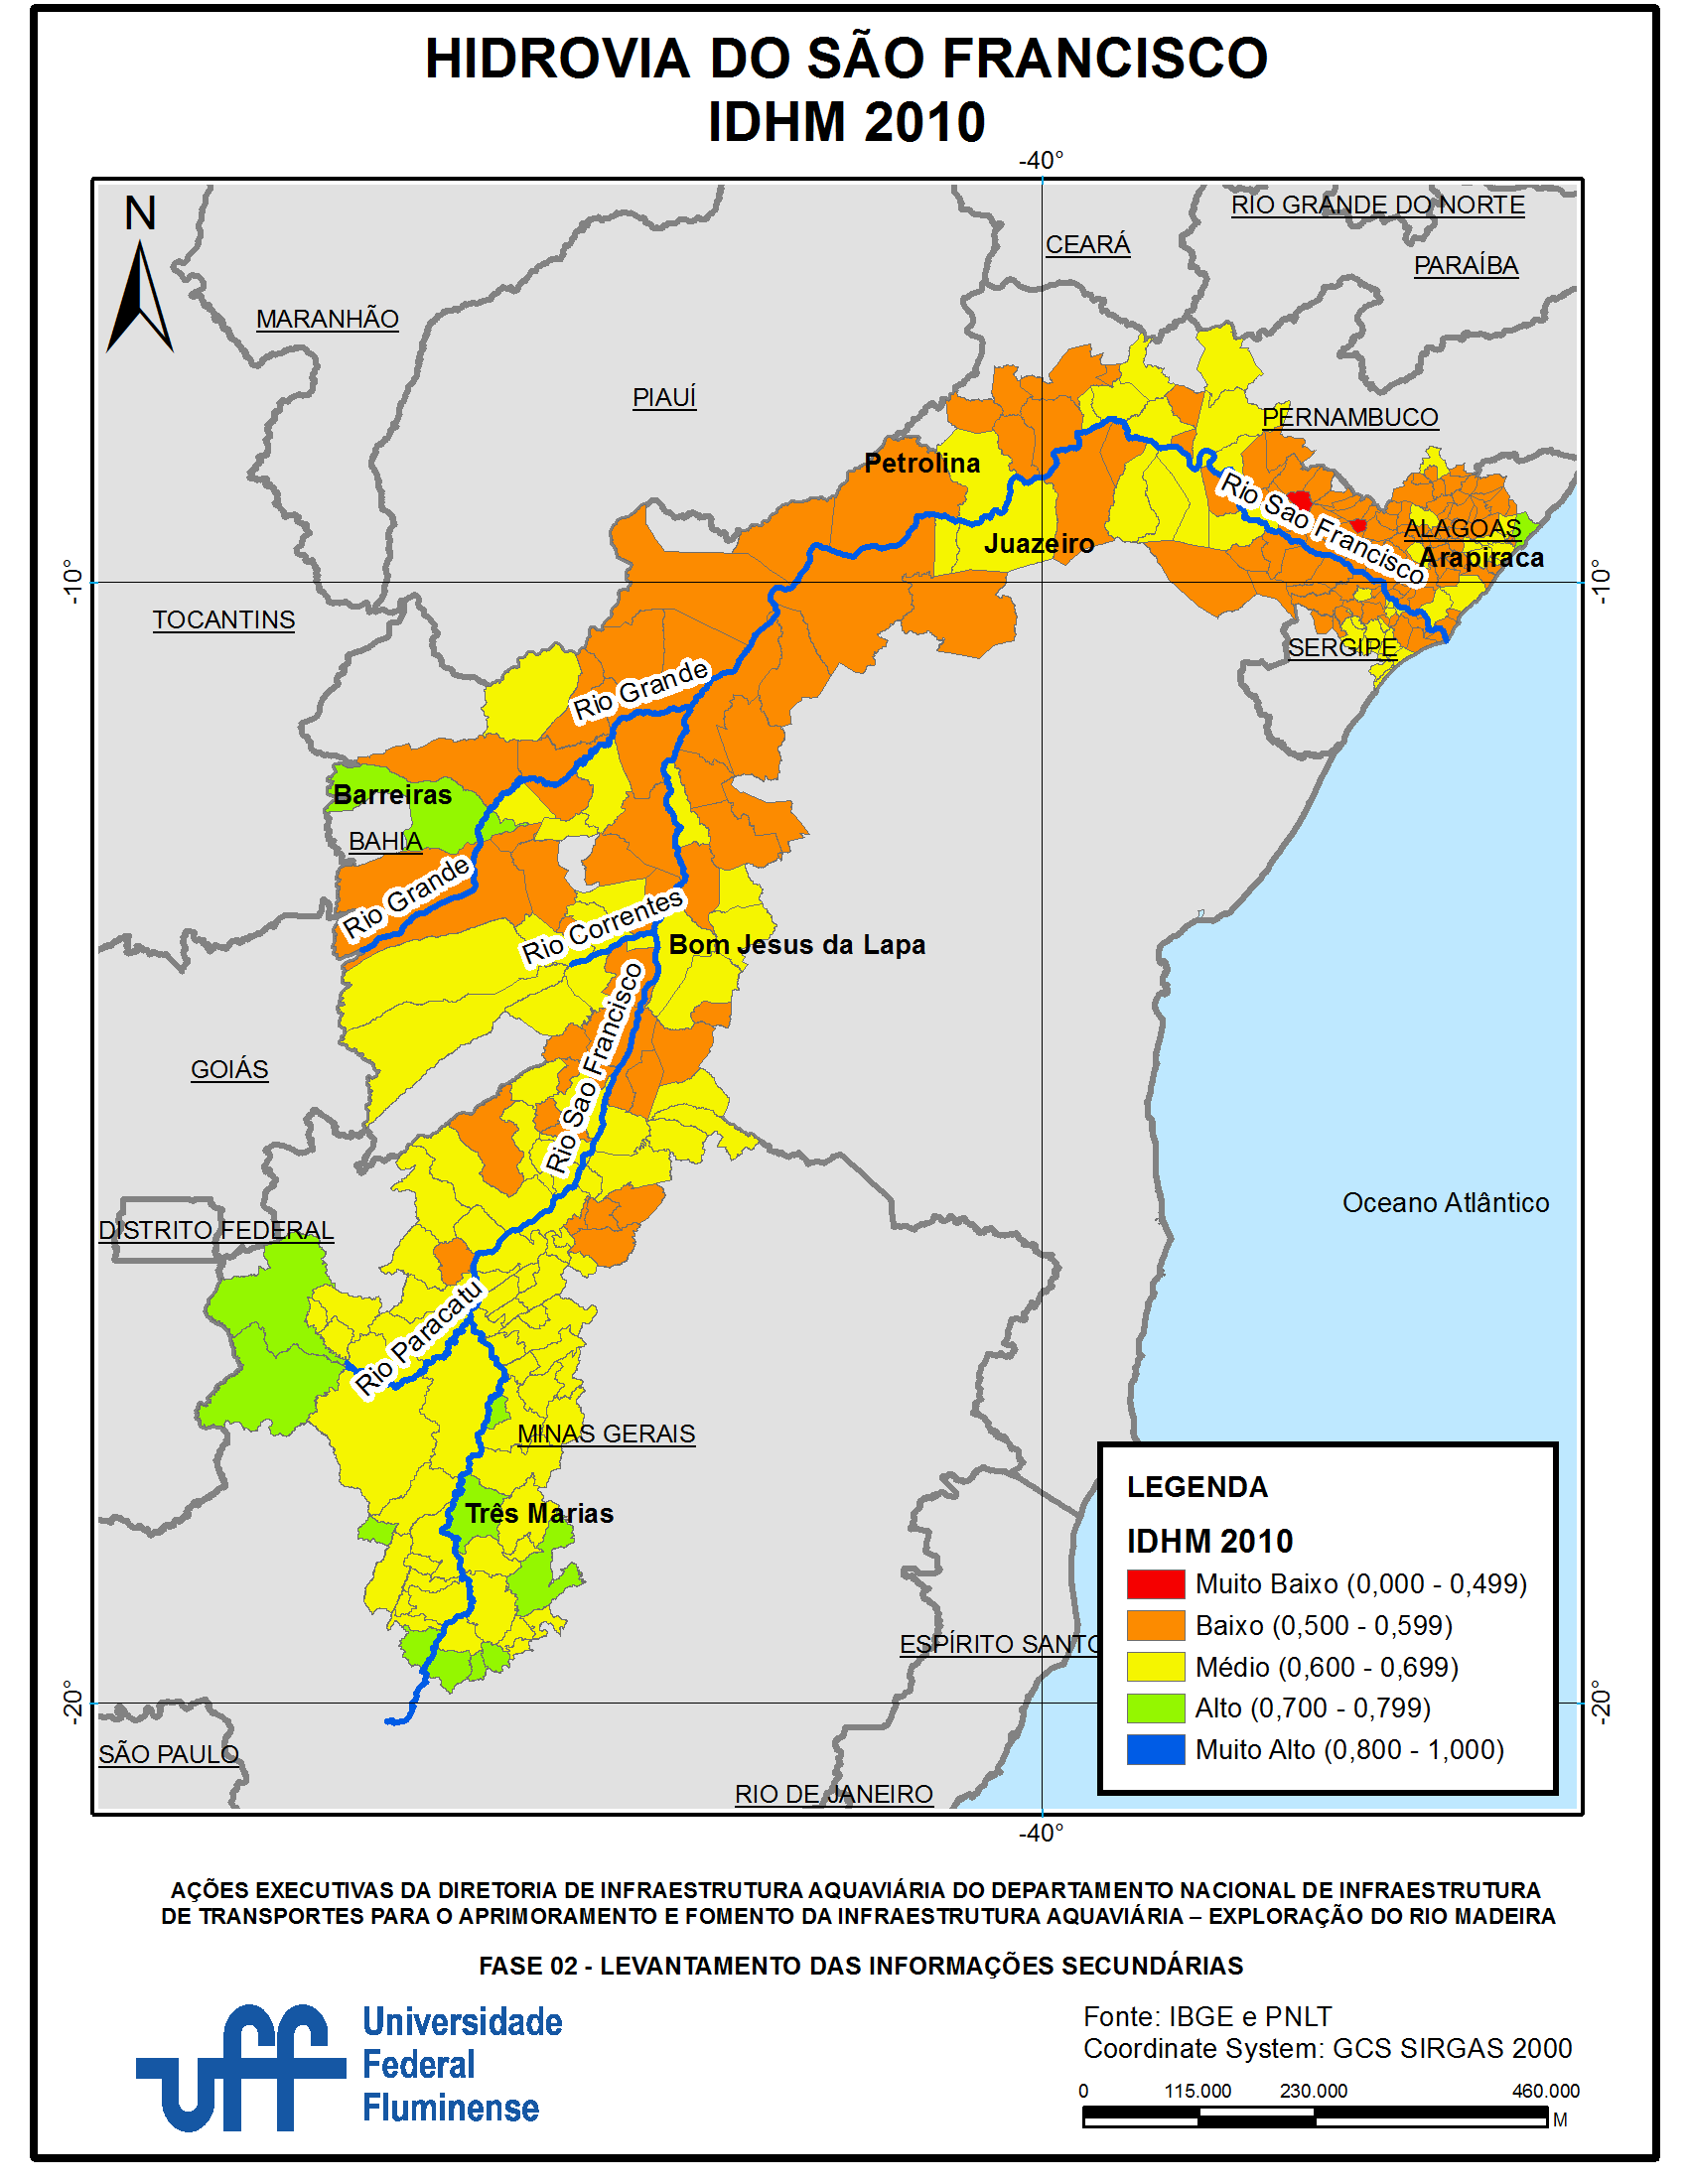 HIDROVIA DO SÃO FRANCISCO
IDHM 2010
-40°
N
RIO GRANDE DO NORTE
CEARÁ
PARAÍBA
MARANHÃO
PIAUÍ
PERNAMBUCO
Petrolina
Rio Sao Francisco
ALAGOAS
Juazeiro
Arapiraca
-10°
-10°
TOCANTINS
SERGIPE
Rio Grande
Barreiras
BAHIA
Rio Grande
Rio Correntes
Bom Jesus da Lapa
Rio Sao Francisco
GOIÁS
Oceano Atlântico
DISTRITO FEDERAL
Rio Paracatu
MINAS GERAIS
Três Marias
ESPÍRITO SANTO
-20°
-20°
SÃO PAULO
RIO DE JANEIRO
-40°
LEGENDA
IDHM 2010
Muito Baixo (0,000 - 0,499)
Baixo (0,500 - 0,599)
Médio (0,600 - 0,699)
Alto (0,700 - 0,799)
Muito Alto (0,800 - 1,000)
AÇÕES EXECUTIVAS DA DIRETORIA DE INFRAESTRUTURA AQUAVIÁRIA DO DEPARTAMENTO NACIONAL DE INFRAESTRUTURA
DE TRANSPORTES PARA O APRIMORAMENTO E FOMENTO DA INFRAESTRUTURA AQUAVIÁRIA – EXPLORAÇÃO DO RIO MADEIRA
FASE 02 - LEVANTAMENTO DAS INFORMAÇÕES SECUNDÁRIAS
uff
Universidade
Federal
Fluminense
Fonte: IBGE e PNLT
Coordinate System: GCS SIRGAS 2000
0 115.000 230.000 460.000
M